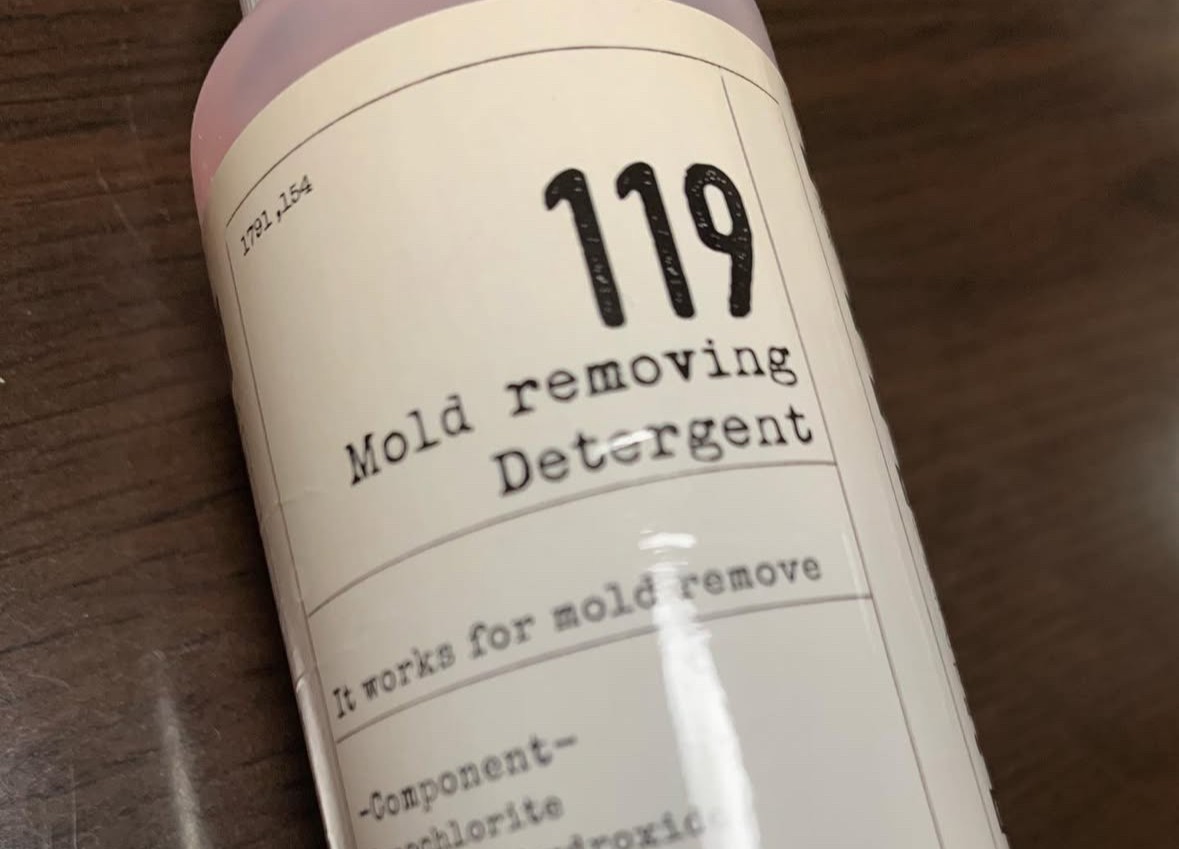 1791,154
119
Mold removing
Detergent
It works for mold remove
-Component-